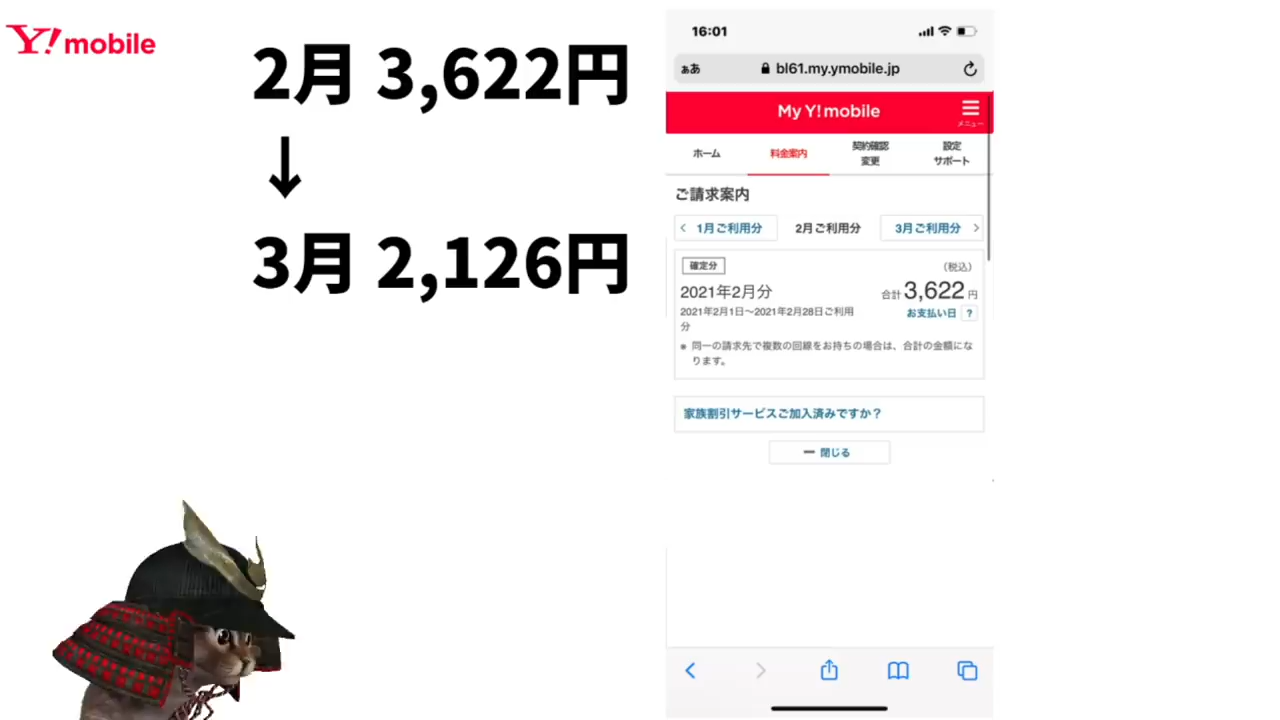 Y! mobile
2月 3,622円
↓
3月 2,126円
16:01
ぁあ
bl61.my.ymobile.jp
My Y!mobile
メニュー
ホーム
料金案内
契約確認
変更
設定
サポート
ご請求案内
1月ご利用分
2月ご利用分
3月ご利用分
確定分
(税込)
2021年2月分
合計3,622円
2021年2月1日〜2021年2月28日ご利用
分
お支払い日 ?
※ 同一の請求先で複数の回線をお持ちの場合は、合計の金額にな
ります。
家族割引サービスご加入済みですか?
ー 閉じる